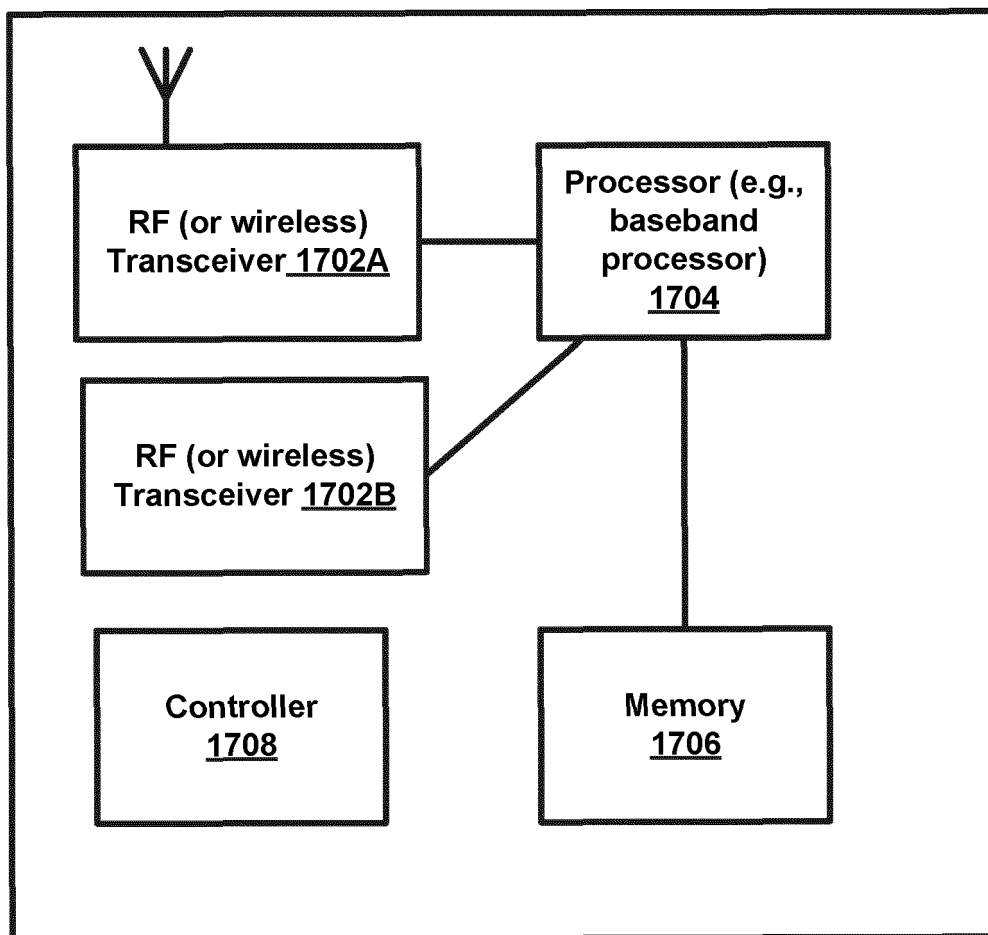 RF (or wireless)
Transceiver 1702A
Processor (e.g.,
baseband
processor)
1704
RF (or wireless)
Transceiver 1702B
Controller
1708
Memory
1706